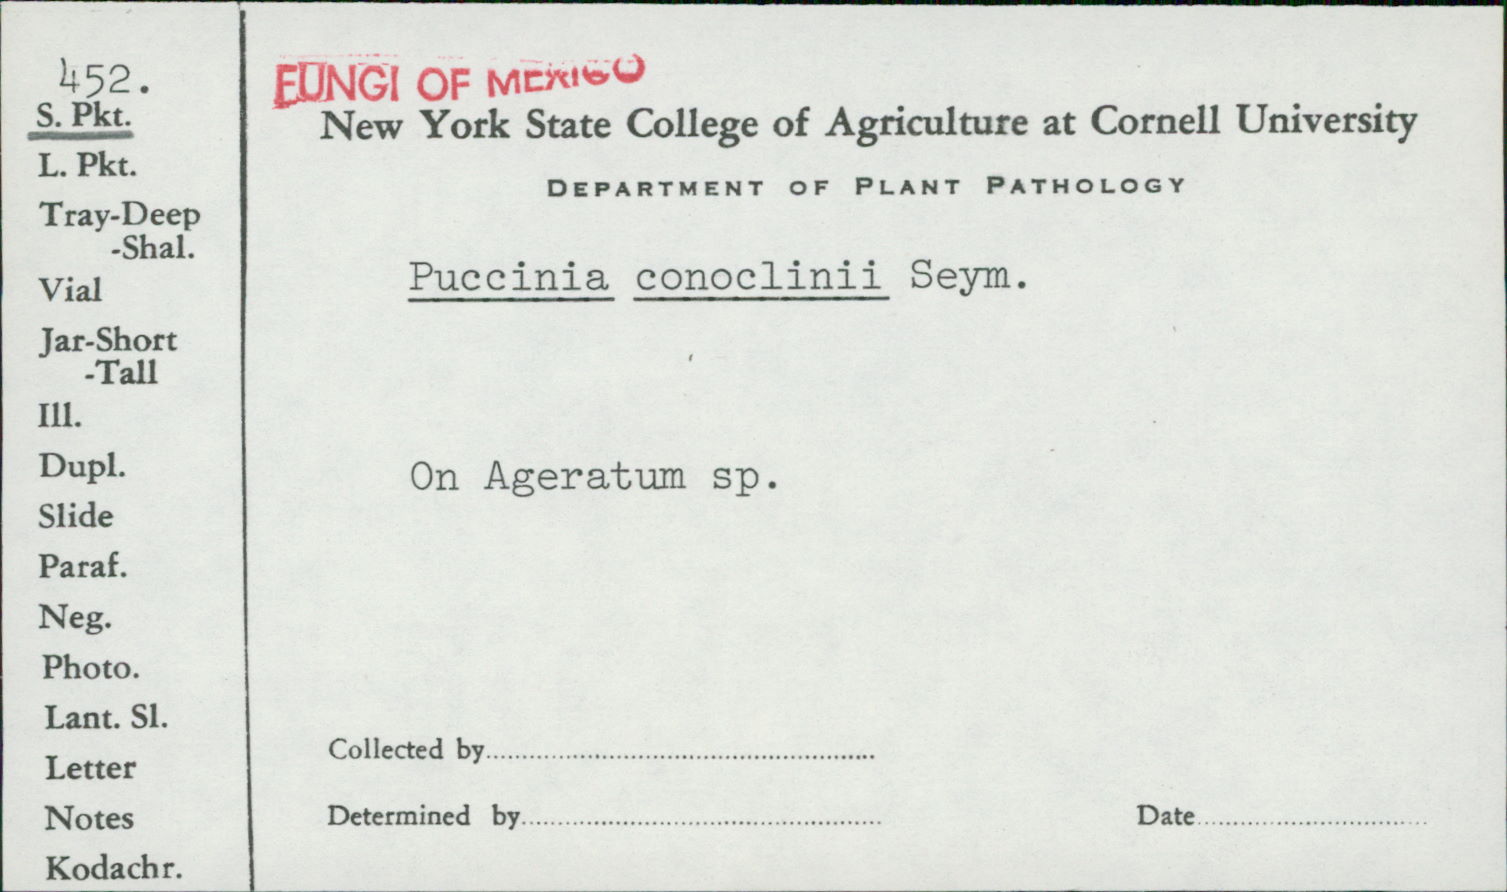 452.
S. Pkt.
L. Pkt.
Tray-Deep
-Shal.
Vial
Jar-Short
-Tall
Ill.
Dupl.
Slide
Paraf.
Neg.
Photo.
Lant. Sl.
Letter
Notes
Kodachr.
FUNGI OF MEXICO
New York State College of Agriculture at Cornell University
DEPARTMENT OF PLANT PATHOLOGY
Puccinia conoclinii Seym.
On Ageratum sp.
Collected by
Determined by
Date